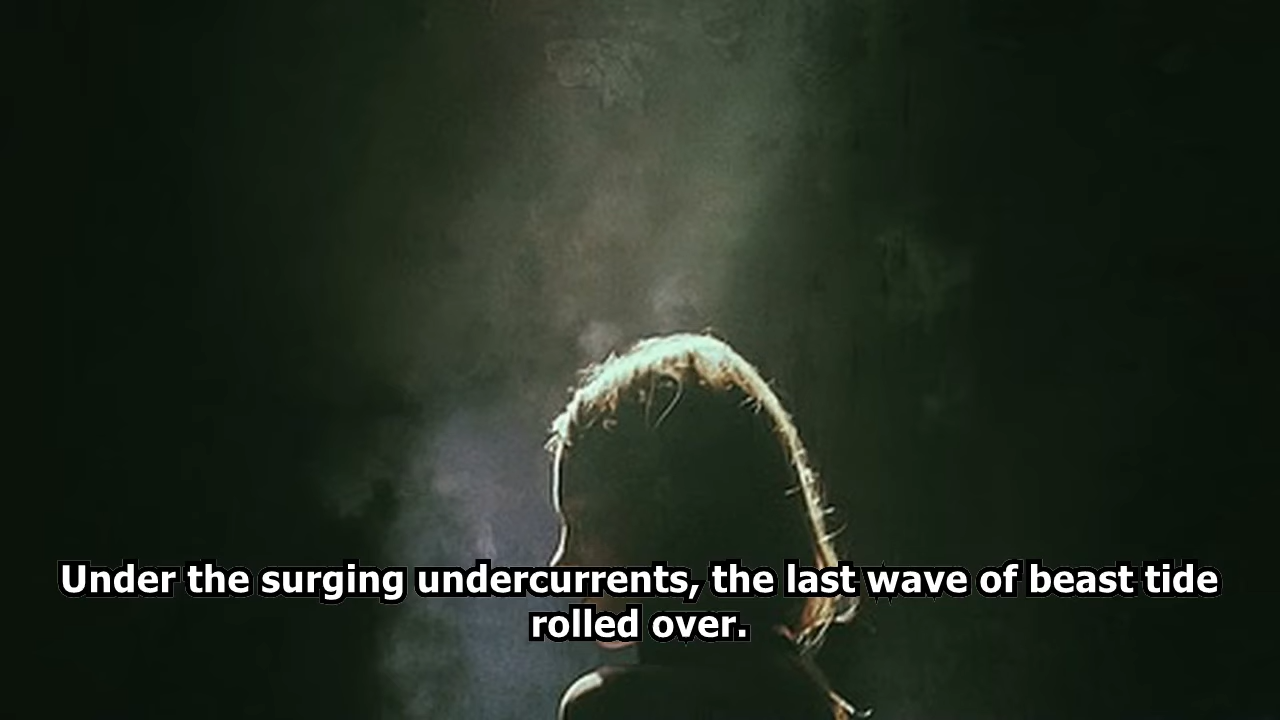 Under the surging undercurrents, the last wave of beast tide
rolled over.